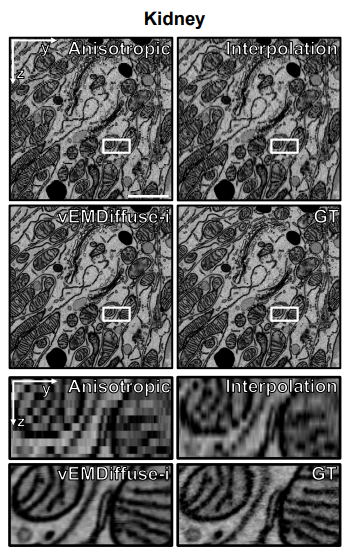 Kidney
y
z
Anisotropic
Interpolation
vEMDiffuse-i
GT
y
z
Anisotropic
Interpolation
vEMDiffuse-i
GT